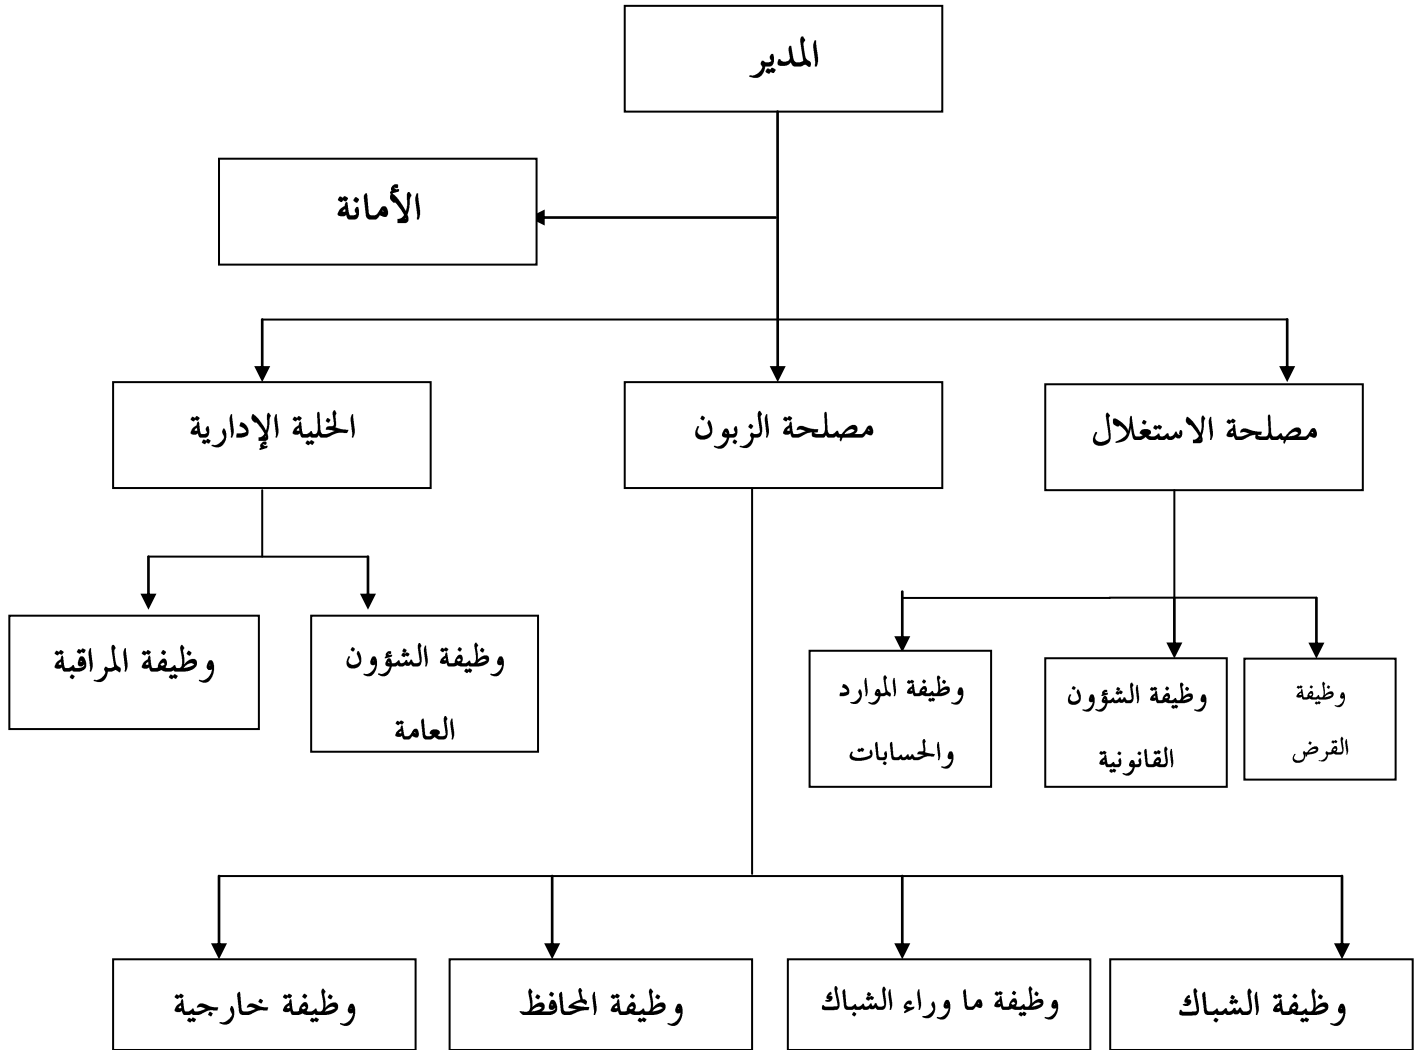 المدير
الأمانة
مصلحة الاستغلال
مصلحة الزبون
الخلية الإدارية
وظيفة
القرض
وظيفة الشؤون
القانونية
وظيفة الموارد
والحسابات
وظيفة الشؤون
العامة
وظيفة المراقبة
وظيفة الشباك
وظيفة ما وراء الشباك
وظيفة المحافظ
وظيفة خارجية